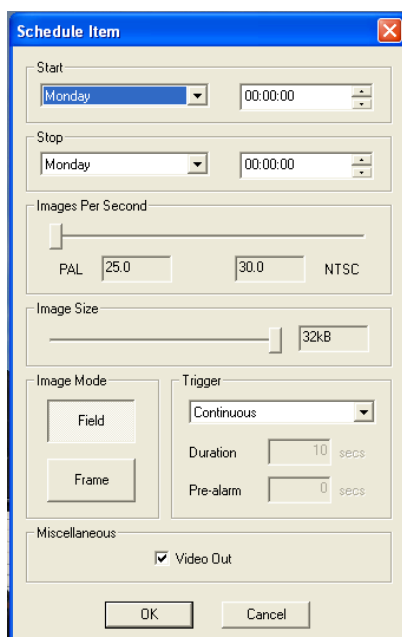 Schedule Item
Start
Monday 00:00:00
Stop
Monday 00:00:00
Images Per Second
PAL 25.0 30.0 NTSC
Image Size
32kB
Image Mode
Field
Frame
Trigger
Continuous
Duration 10 secs
Pre-alarm 0 secs
Miscellaneous
Video Out
OK Cancel